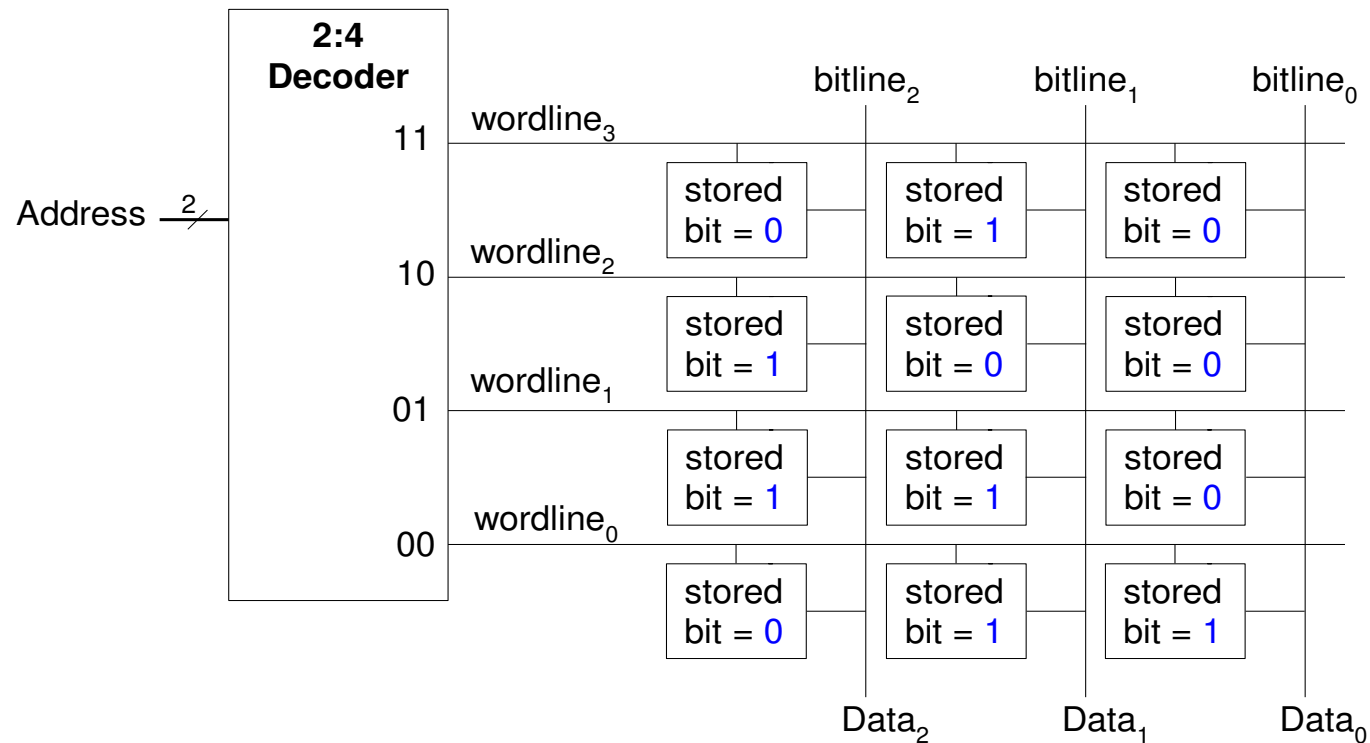 2:4
Decoder
bitline₂ bitline₁ bitline₀
wordline₃
11
stored stored stored
bit = 0 bit = 1 bit = 0
Address 2
wordline₂
10
stored stored stored
bit = 1 bit = 0 bit = 0
wordline₁
01
stored stored stored
bit = 1 bit = 1 bit = 0
wordline₀
00
stored stored stored
bit = 0 bit = 1 bit = 1
Data₂ Data₁ Data₀